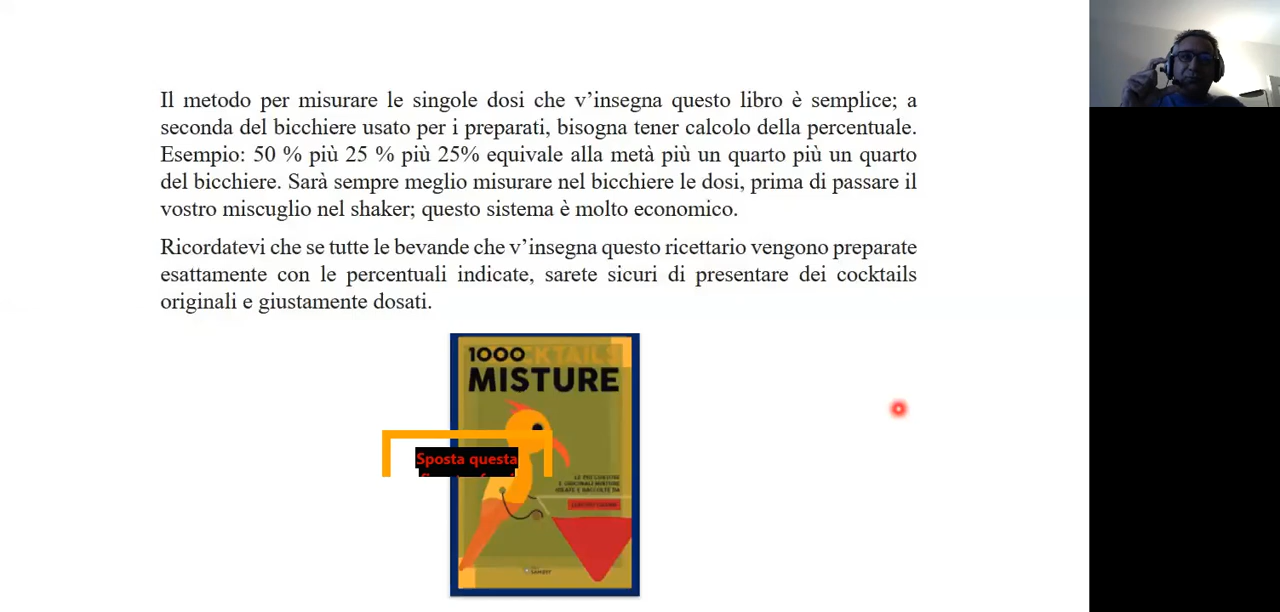 Il metodo per misurare le singole dosi che v’insegna questo libro è semplice; a
seconda del bicchiere usato per i preparati, bisogna tener calcolo della percentuale.
Esempio: 50 % più 25 % più 25% equivale alla metà più un quarto più un quarto
del bicchiere. Sarà sempre meglio misurare nel bicchiere le dosi, prima di passare il
vostro miscuglio nel shaker; questo sistema è molto economico.
Ricordatevi che se tutte le bevande che v’insegna questo ricettario vengono preparate
esattamente con le percentuali indicate, sarete sicuri di presentare dei cocktails
originali e giustamente dosati.
1000
MISTURE
Sposta questa